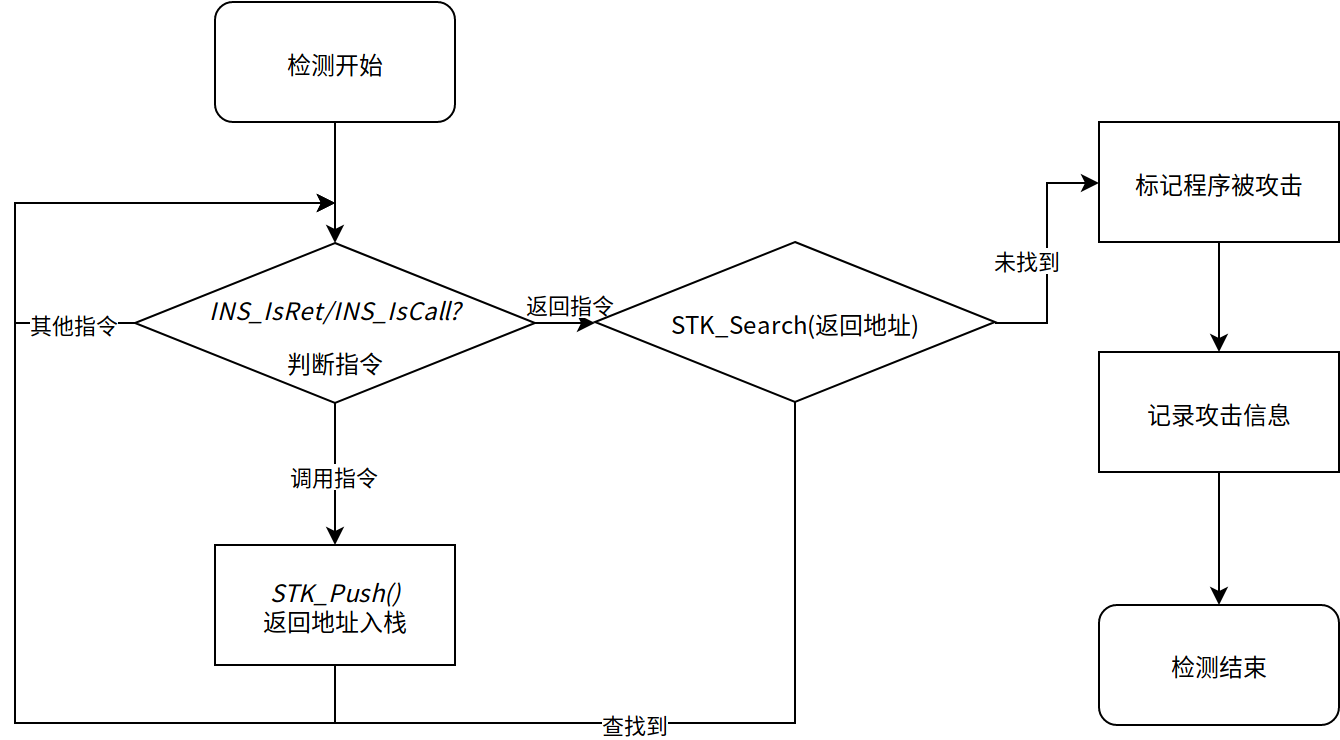 检测开始
标记程序被攻击
未找到
INS_IsRet/INS_IsCall?
判断指令
其他指令
返回指令
STK_Search(返回地址)
记录攻击信息
调用指令
STK_Push()
返回地址入栈
检测结束
查找到